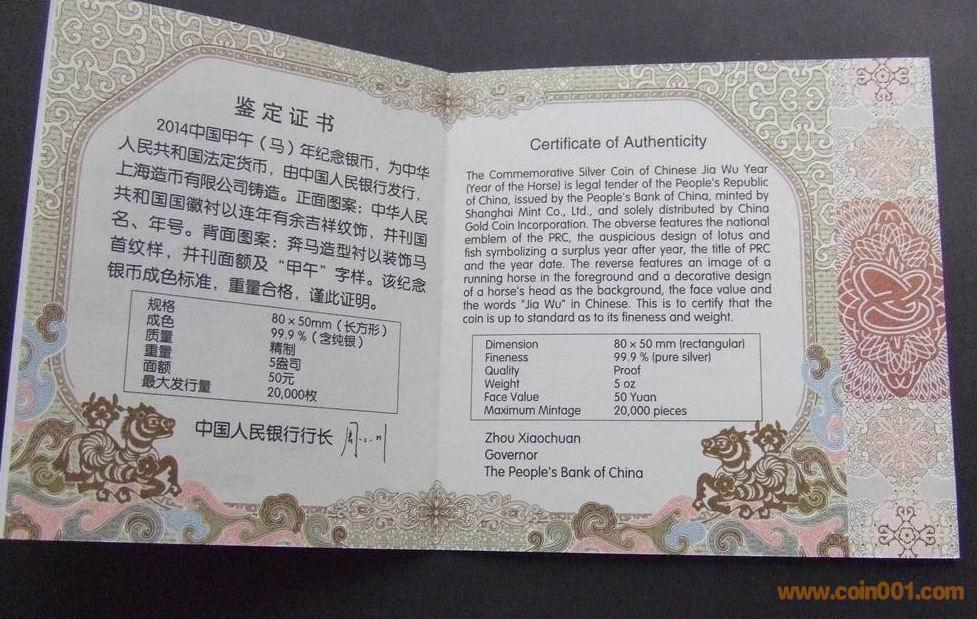 鉴定证书
2014中国甲午（马）年纪念银币，为中华
人民共和国法定货币，由中国人民银行发行，
上海造币有限公司铸造。正面图案：中华人民
共和国国徽衬以连年有余吉祥纹饰，并刊国
名、年号。背面图案：奔马造型衬以装饰马
首纹样，并刊面额及“甲午”字样。该纪念
银币成色标准，重量合格，谨此证明。
规格 80×50mm（长方形）
成色 99.9%（含纯银）
质量 精制
重量 5盎司
面额 50元
最大发行量 20,000枚
中国人民银行行长
Certificate of Authenticity
The Commemorative Silver Coin of Chinese Jia Wu Year
(Year of the Horse) is legal tender of the People's Republic
of China, issued by the People's Bank of China, minted by
Shanghai Mint Co., Ltd., and solely distributed by China
Gold Coin Incorporation. The obverse features the national
emblem of the PRC, the auspicious design of lotus and
fish symbolizing a surplus year after year, the title of PRC
and the year date. The reverse features an image of a
running horse in the foreground and a decorative design
of a horse's head as the background, the face value and
the words "Jia Wu" in Chinese. This is to certify that the
coin is up to standard as to its fineness and weight.
Dimension 80 × 50 mm (rectangular)
Fineness 99.9 % (pure silver)
Quality Proof
Weight 5 oz
Face Value 50 Yuan
Maximum Mintage 20,000 pieces
Zhou Xiaochuan
Governor
The People's Bank of China
www.coin001.com